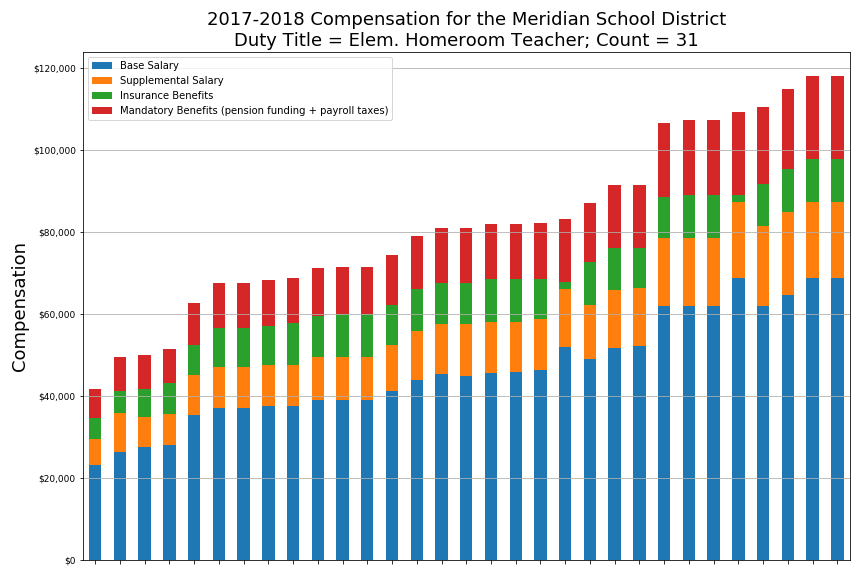 2017-2018 Compensation for the Meridian School District
Duty Title = Elem. Homeroom Teacher; Count = 31
Base Salary
Supplemental Salary
Insurance Benefits
Mandatory Benefits (pension funding + payroll taxes)
$120,000
$100,000
$80,000
$60,000
$40,000
$20,000
$0
Compensation